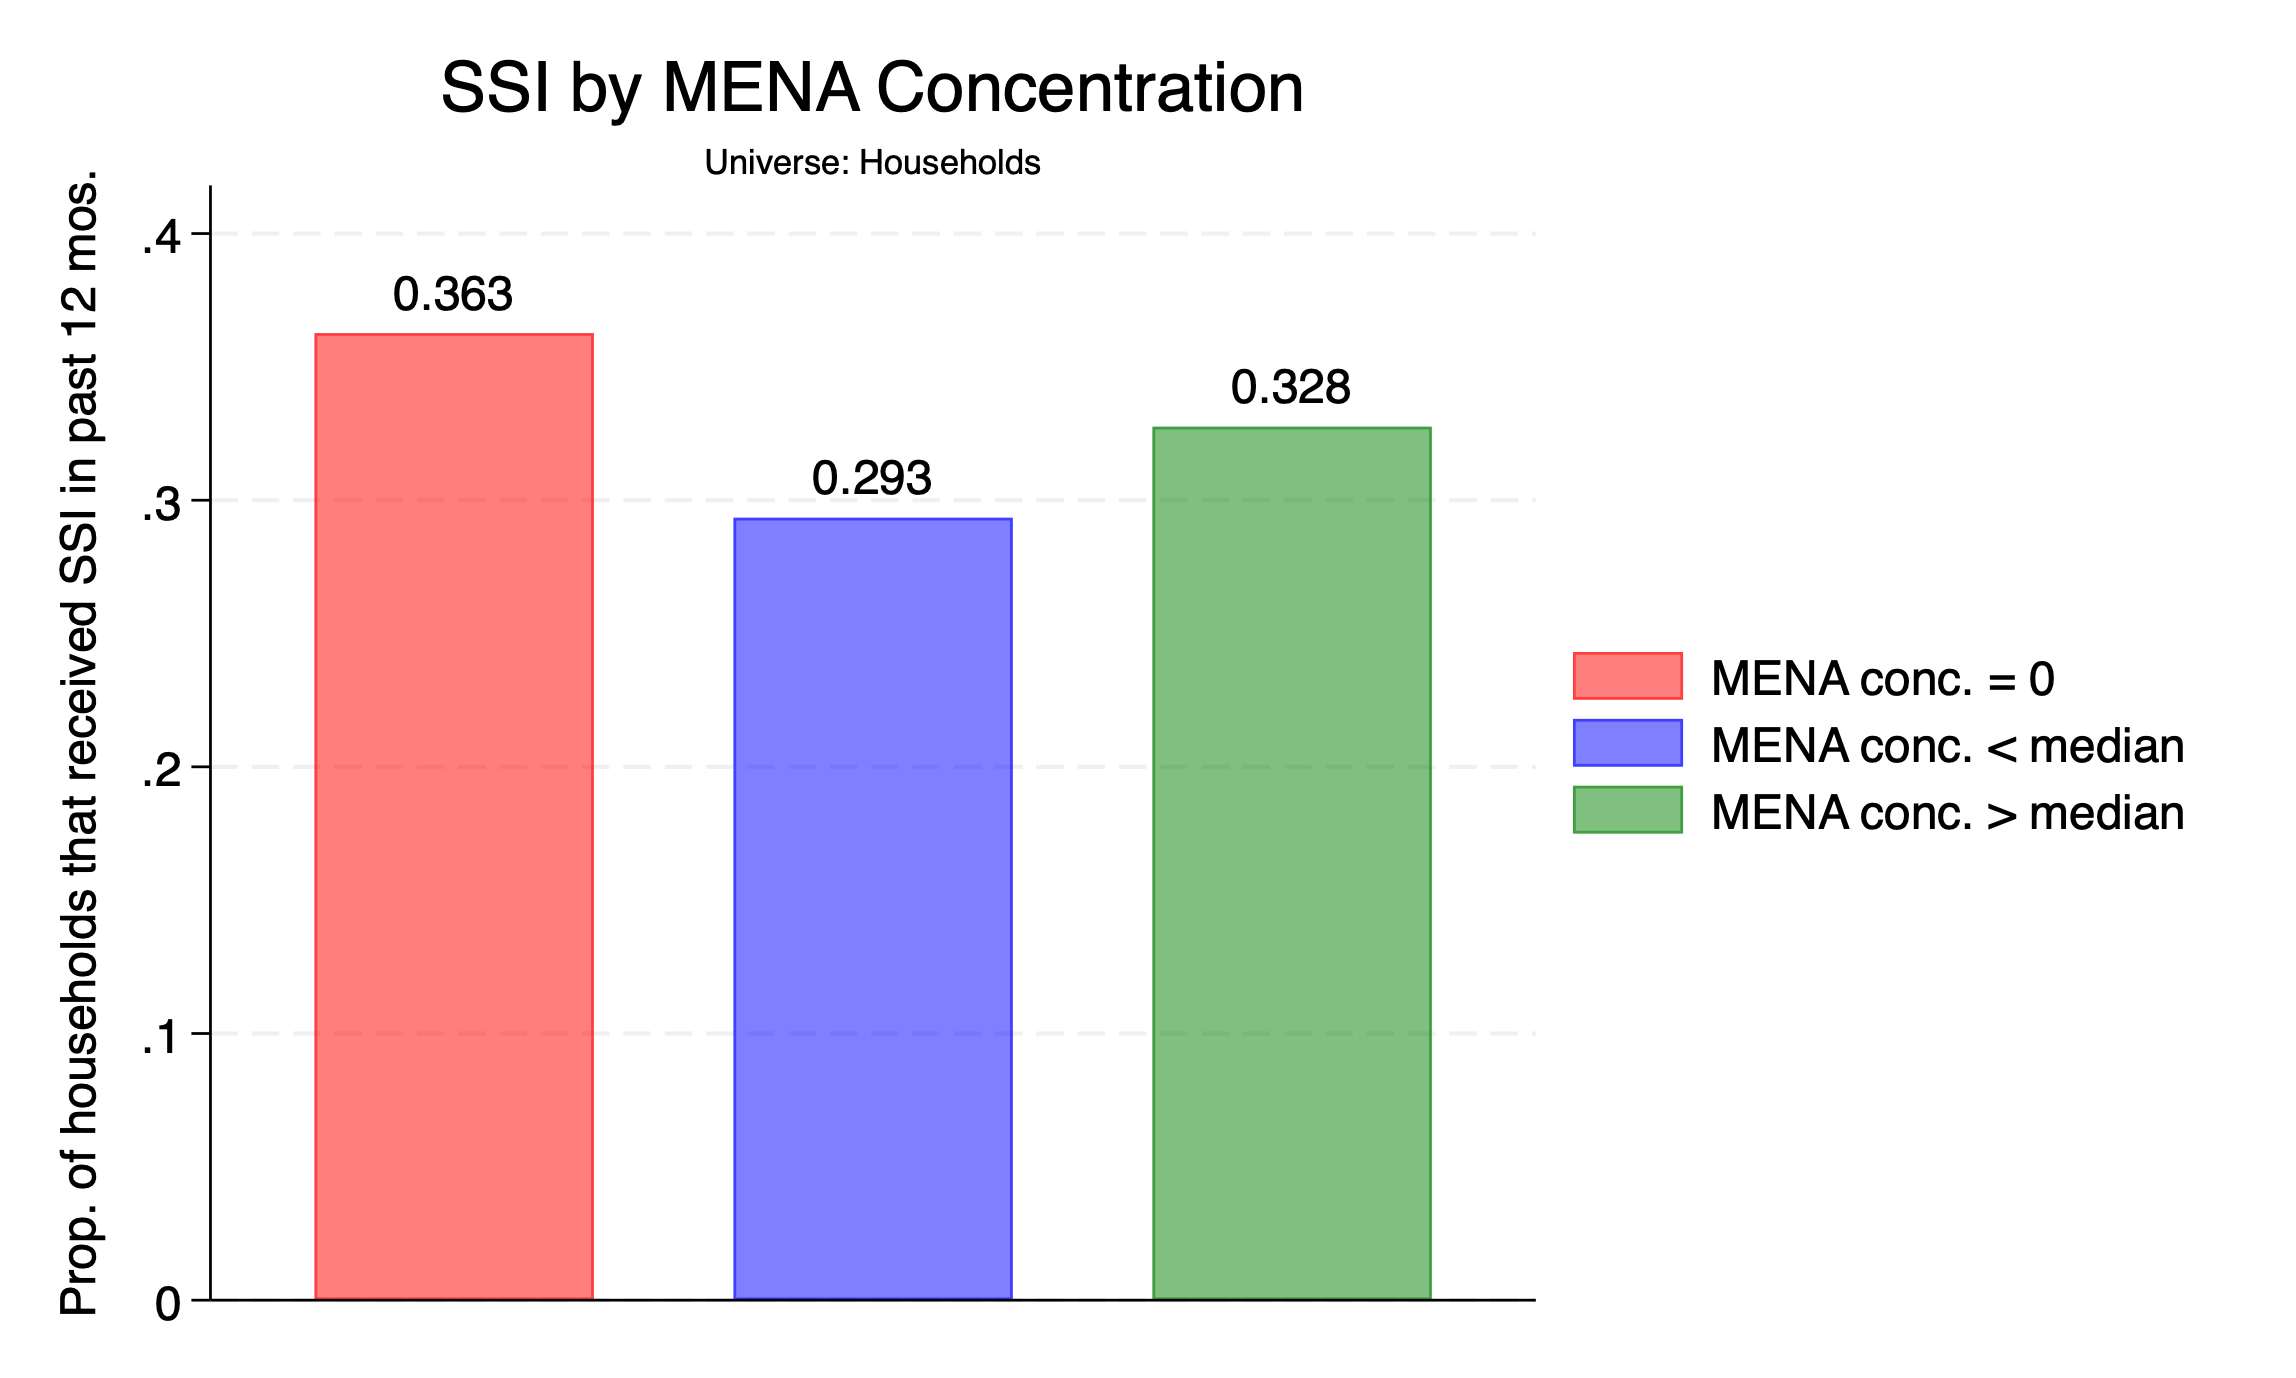 SSI by MENA Concentration
Universe: Households
Prop. of households that received SSI in past 12 mos.
.4
.3
.2
.1
0
0.363
0.293
0.328
MENA conc. = 0
MENA conc. < median
MENA conc. > median